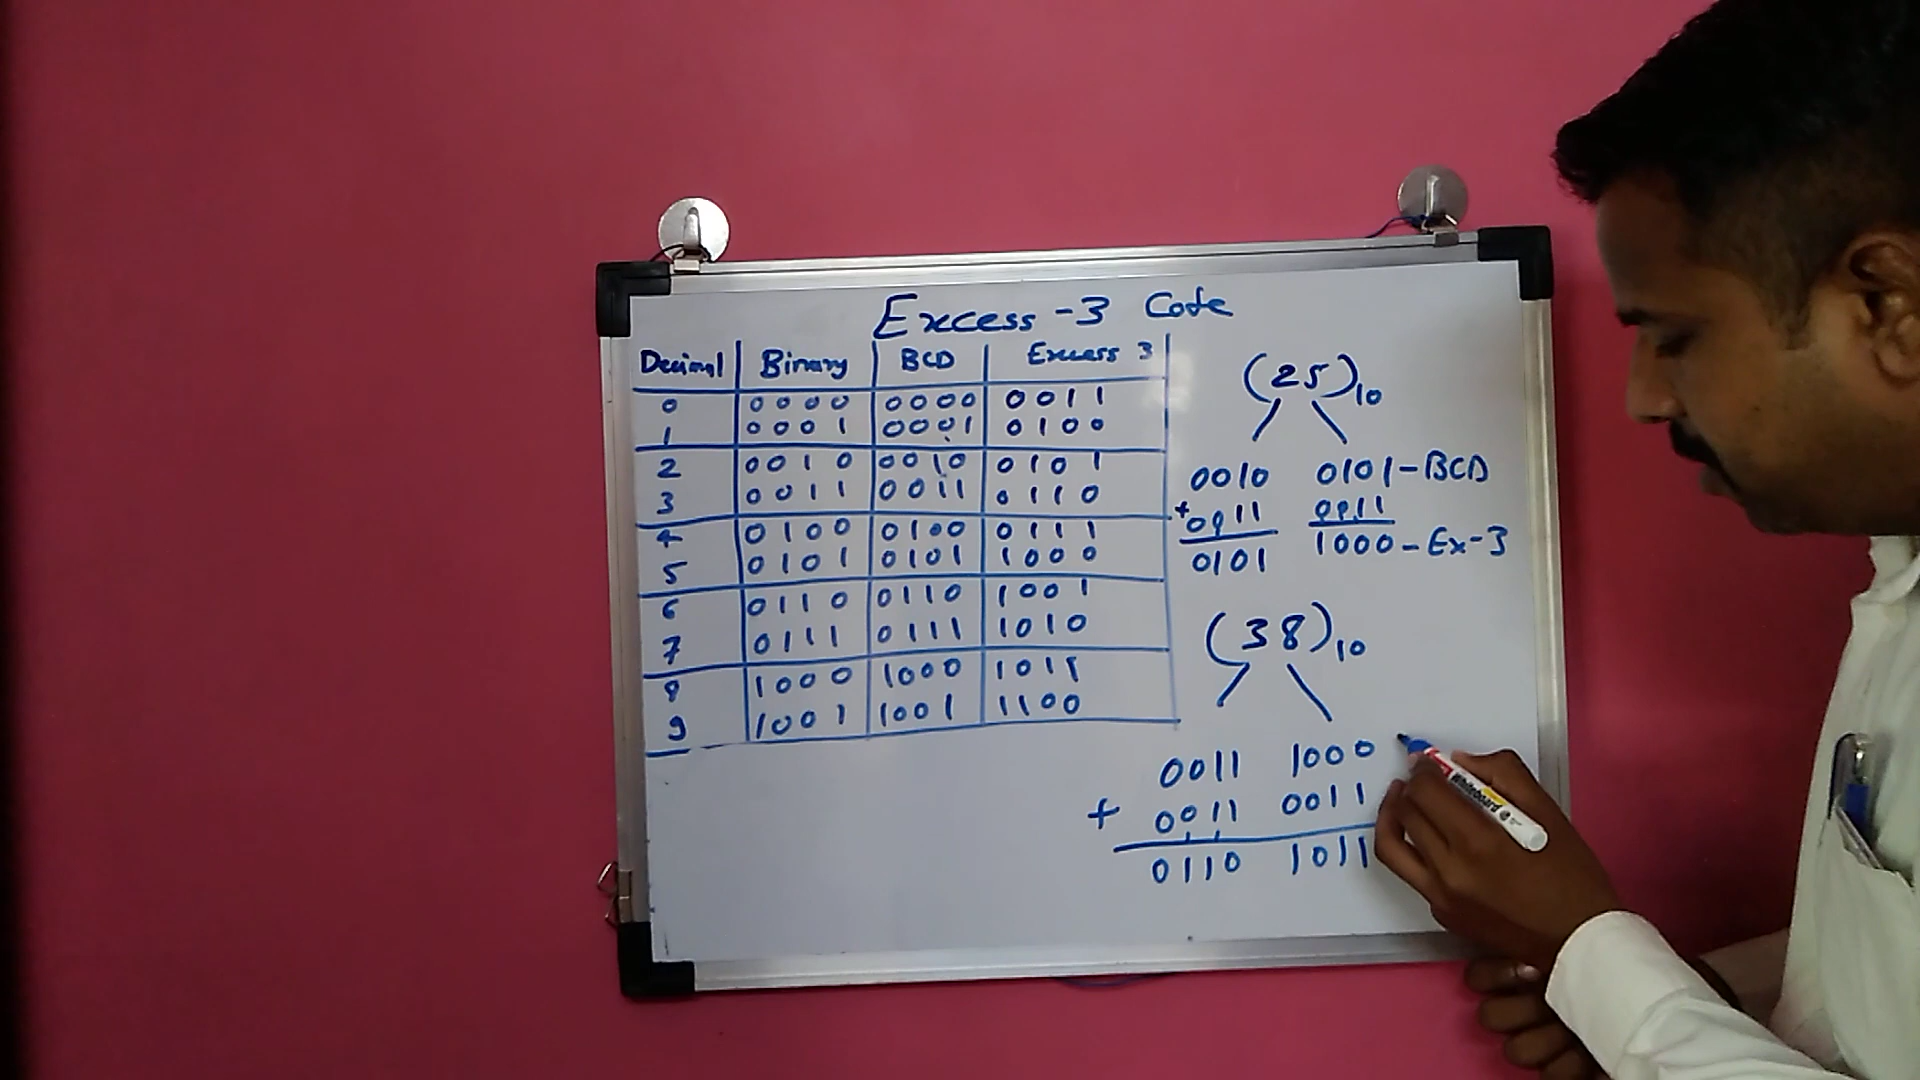 Excess-3 Code
Decimal Binary BCD Excess 3
0 0000 0000 0011
1 0001 0001 0100
2 0010 0010 0101
3 0011 0011 0110
4 0100 0100 0111
5 0101 0101 1000
6 0110 0110 1001
7 0111 0111 1010
8 1000 1000 1011
9 1001 1001 1100
(25)10
0010 0101-BCD
+0011 0011
0101 1000-Ex-3
(38)10
0011 1000
+ 0011 0011
0110 1011
Whiteboard